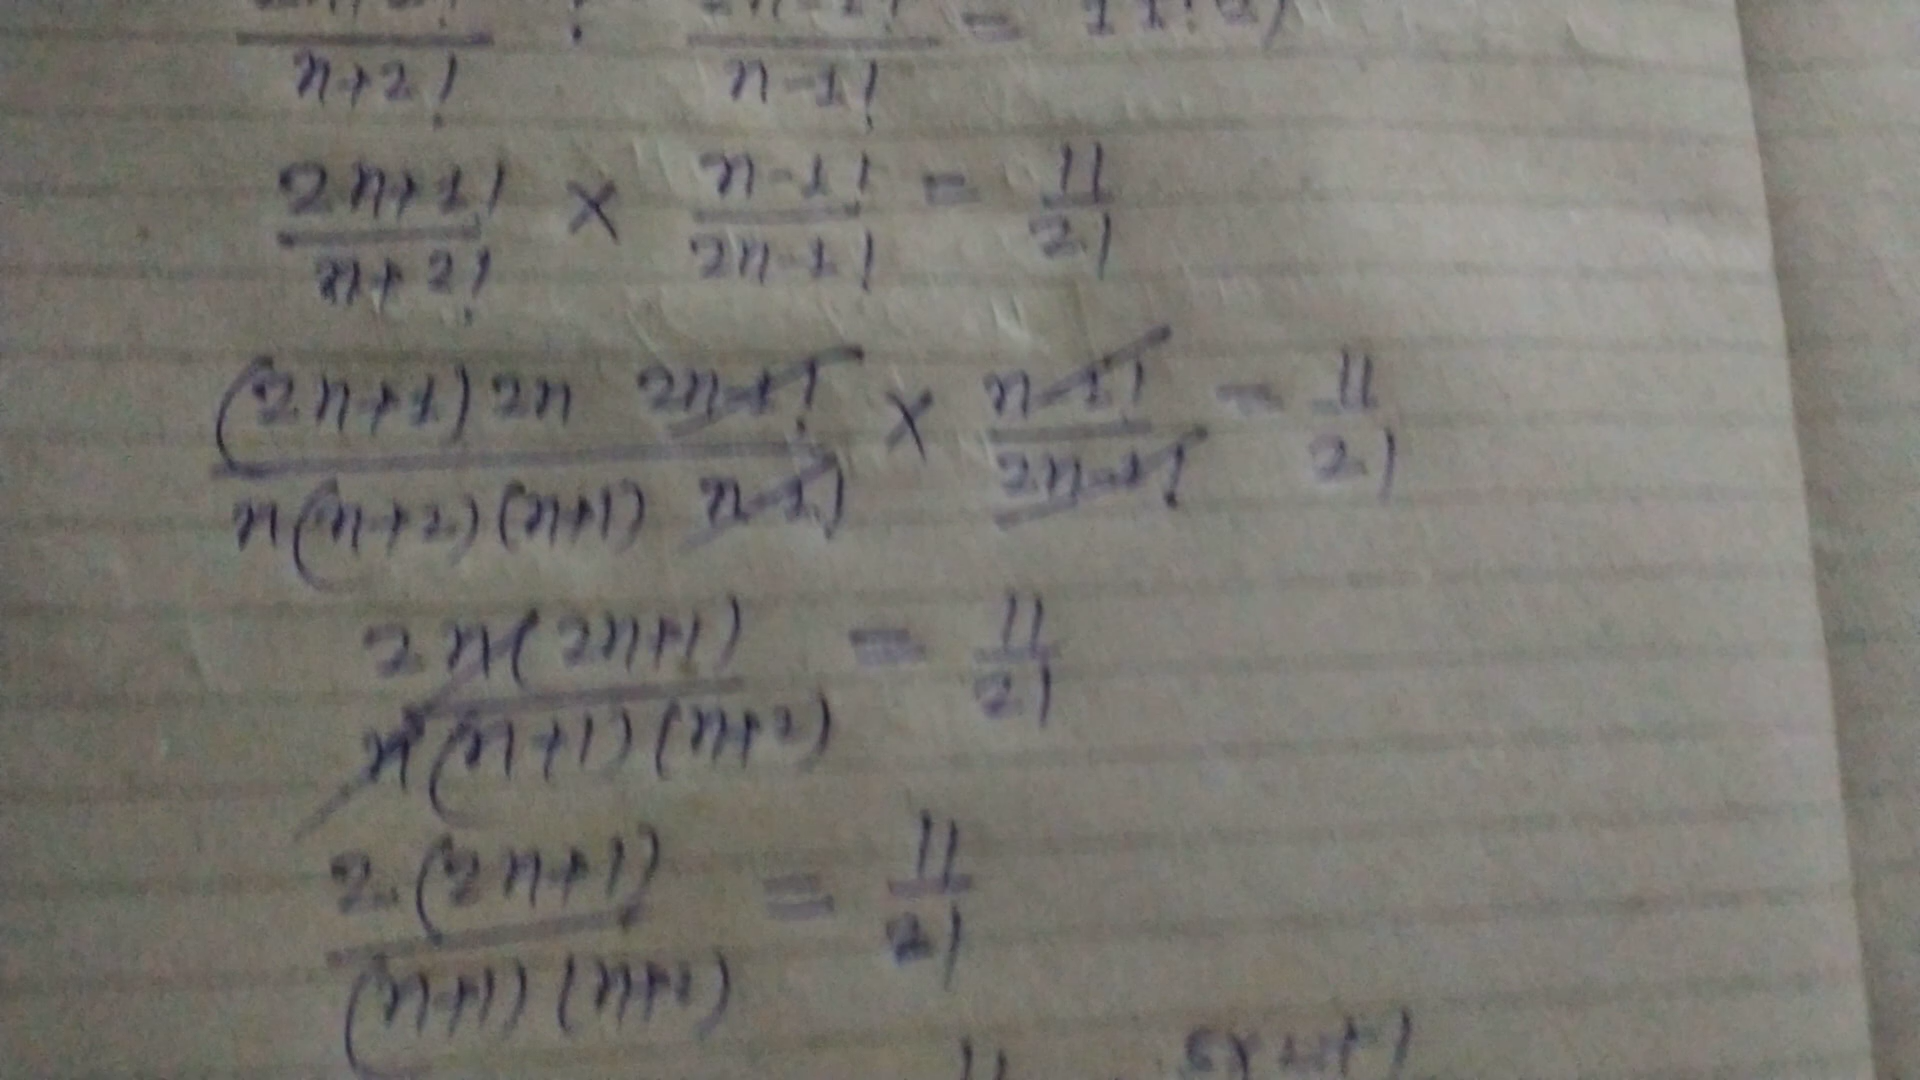 n+2! n-1!
2n+1! / n+2! × n-1! / 2n-1! = 11/21
(2n+1)2n 2n-1! / n(n+2)(n+1) n-1! × n-1! / 2n-1! = 11/21
2n(2n+1) / n(n+1)(n+2) = 11/21
2.(2n+1) / (n+1)(n+2) = 11/21